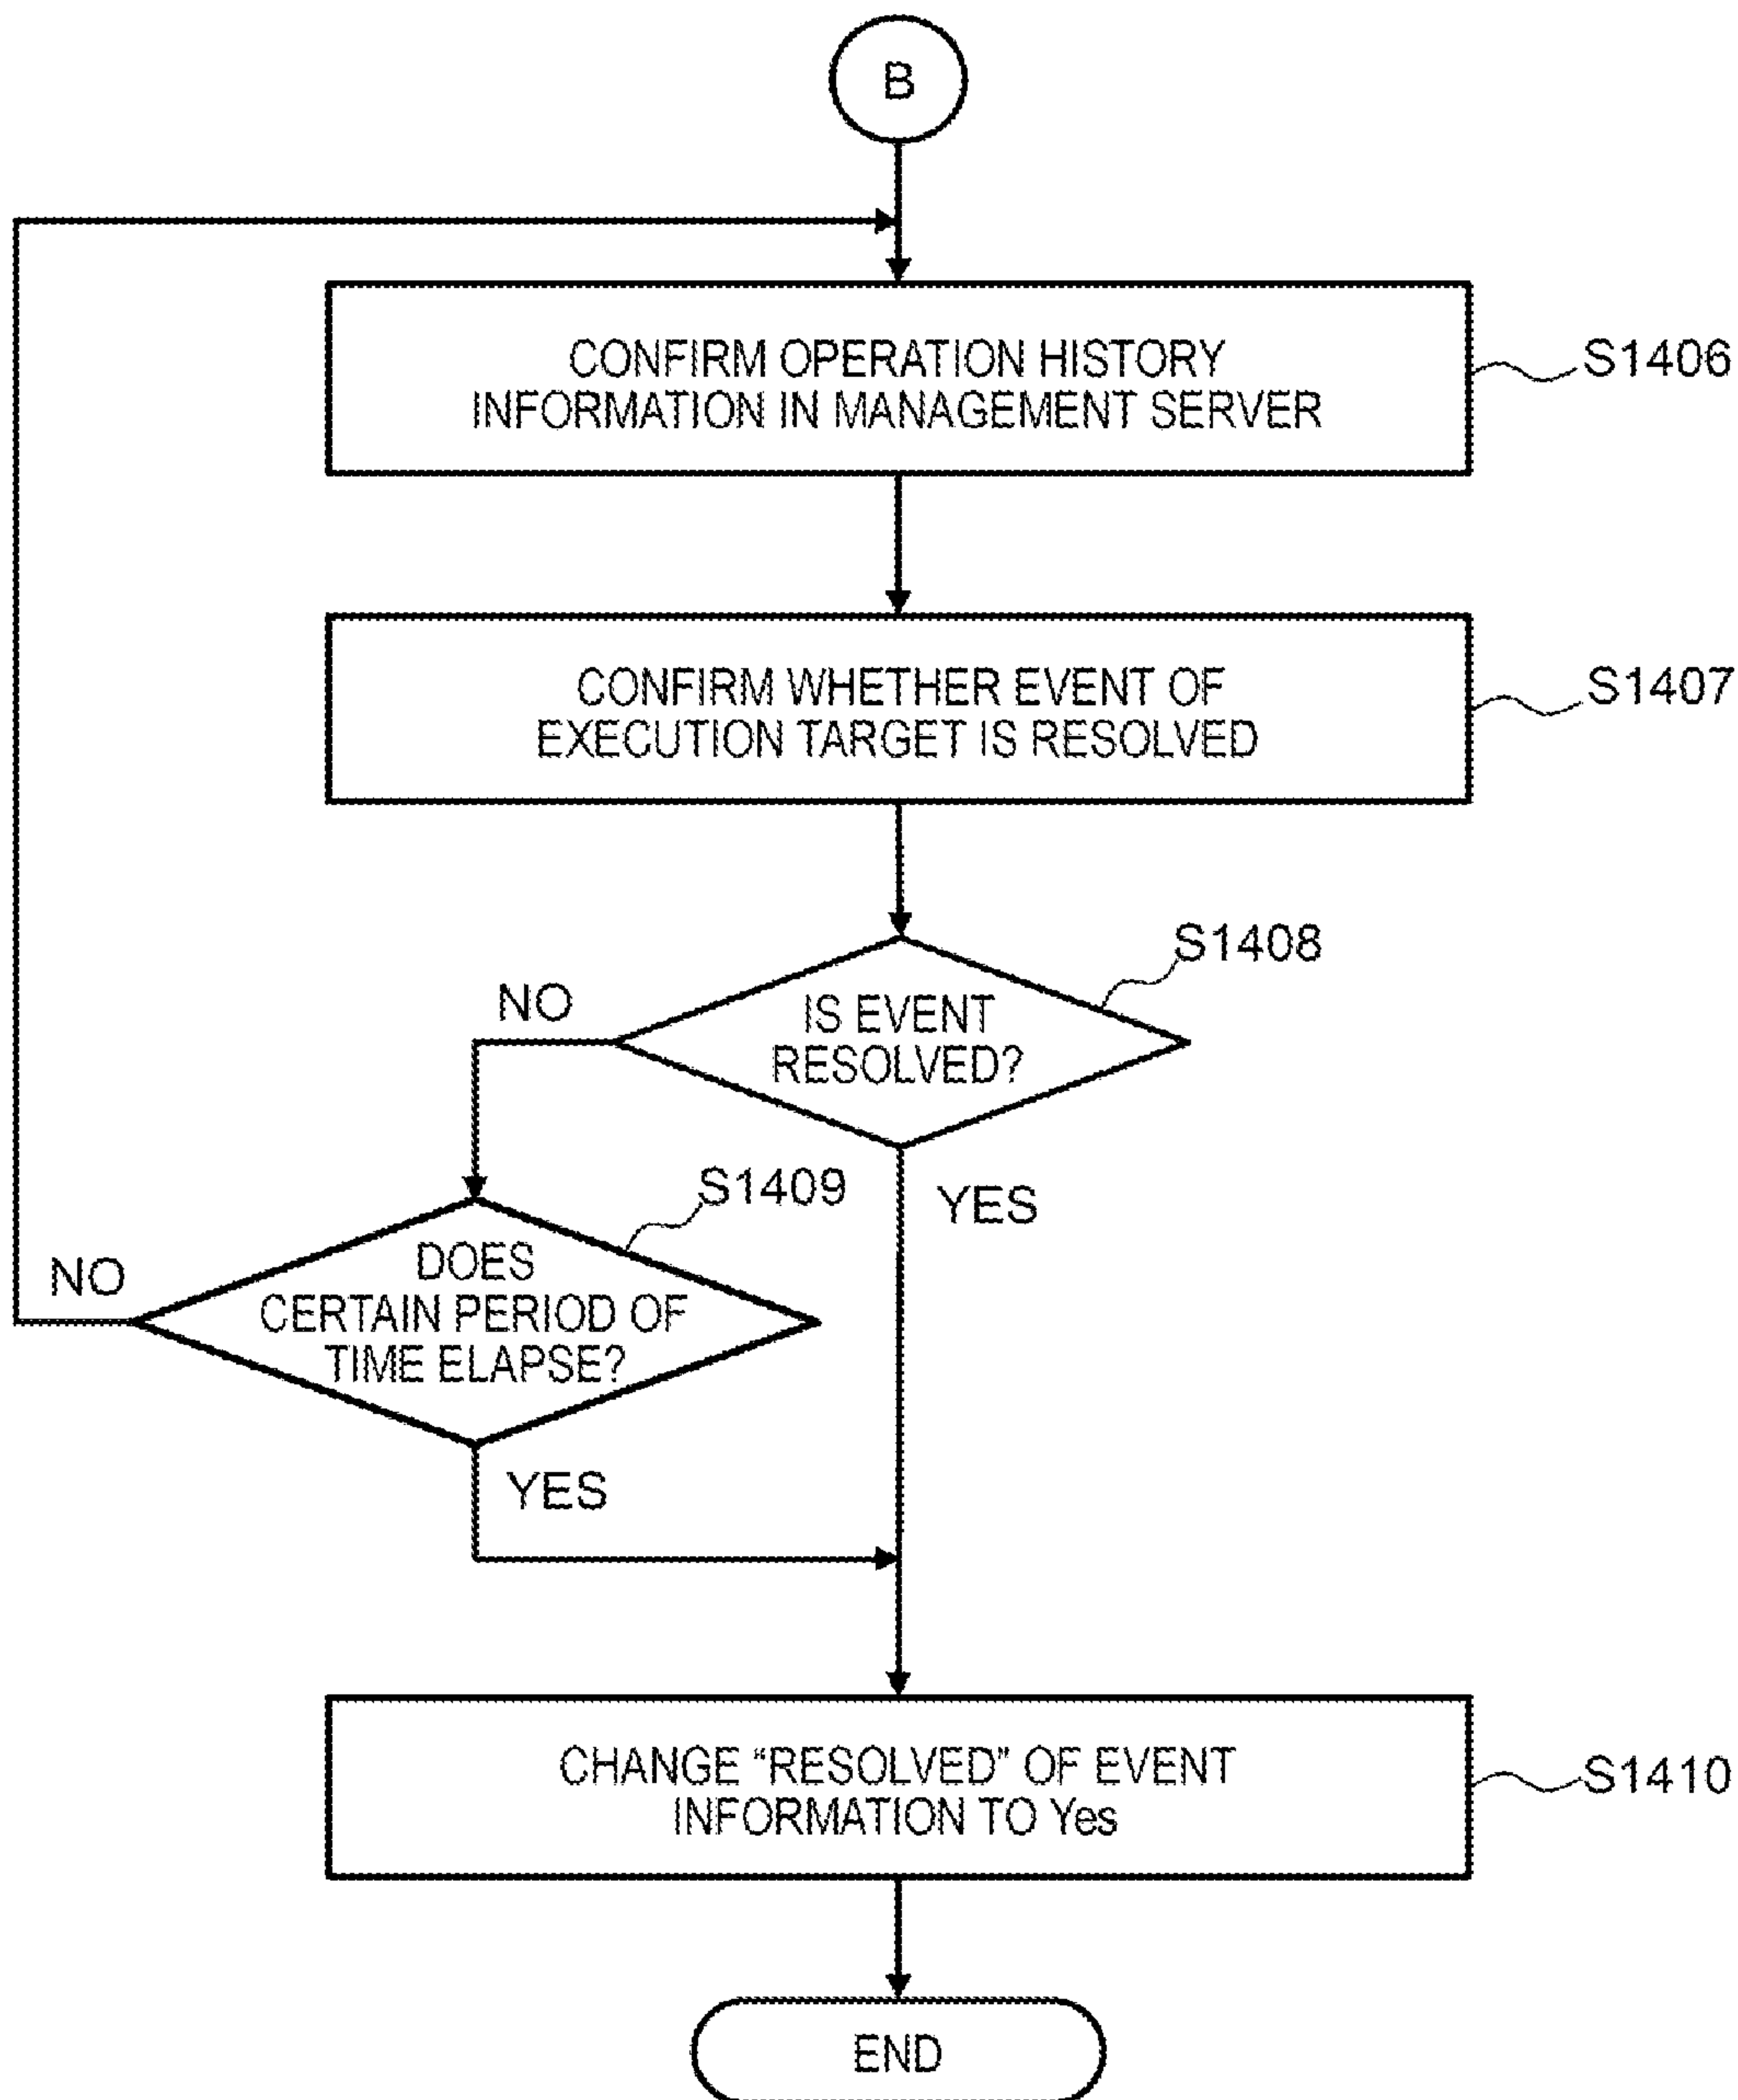 B
CONFIRM OPERATION HISTORY
INFORMATION IN MANAGEMENT SERVER
S1406
CONFIRM WHETHER EVENT OF
EXECUTION TARGET IS RESOLVED
S1407
S1408
NO
IS EVENT
RESOLVED?
YES
S1409
NO
DOES
CERTAIN PERIOD OF
TIME ELAPSE?
YES
CHANGE “RESOLVED” OF EVENT
INFORMATION TO Yes
S1410
END